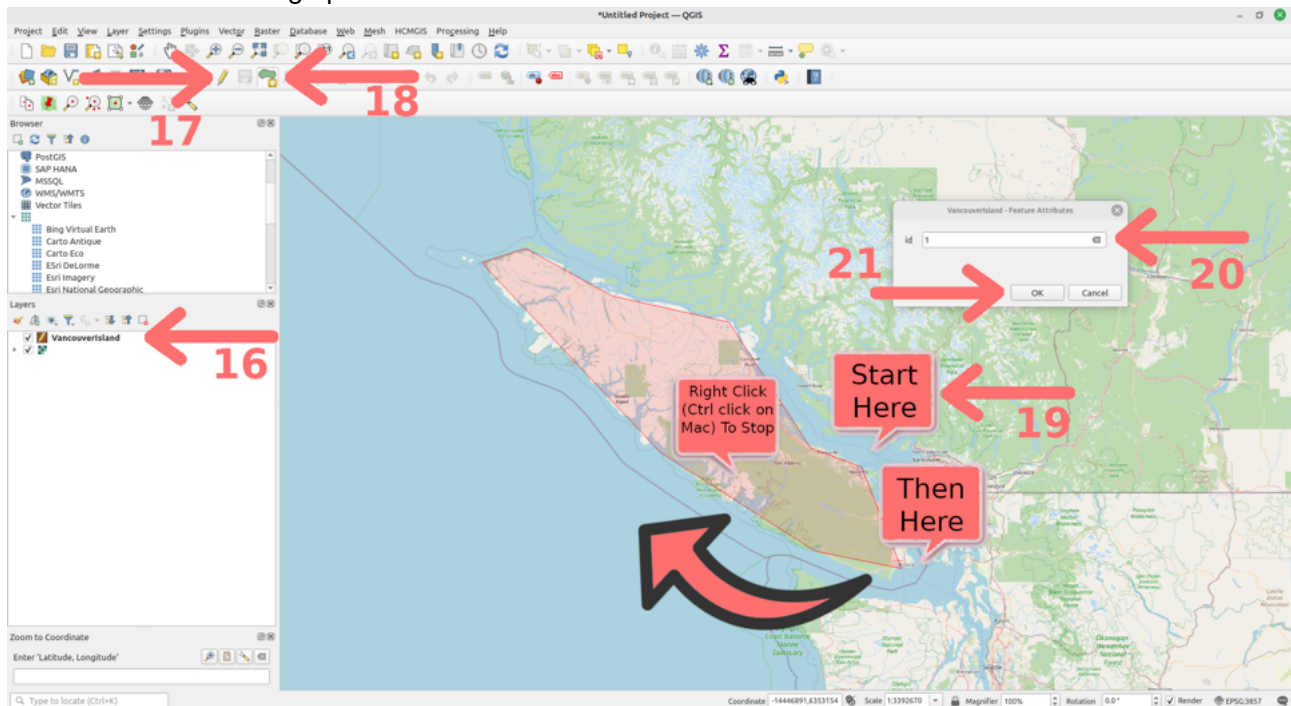 *Untitled Project — QGIS
Project Edit View Layer Settings Plugins Vector Raster Database Web Mesh HCMGIS Processing Help
17
18
Browser
PostGIS
SAP HANA
MSSQL
WMS/WMTS
Vector Tiles
Bing Virtual Earth
Carto Antique
Carto Eco
ESri DeLorme
Esri Imagery
Esri National Geographic
Layers
VancouverIsland
16
VancouverIsland - Feature Attributes
id 1
OK Cancel
20
21
Start
Here
19
Right Click
(Ctrl click on
Mac) To Stop
Then
Here
Zoom to Coordinate
Enter 'Latitude, Longitude'
Type to locate (Ctrl+K)
Coordinate -14446891,6353154 Scale 1:3392670 Magnifier 100% Rotation 0.0° Render EPSG:3857